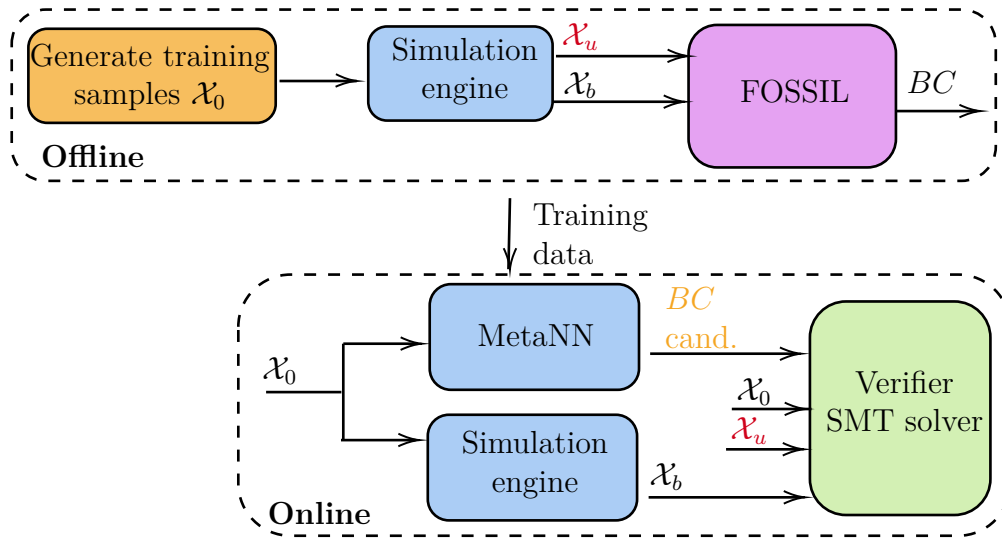 Generate training
samples 𝒳₀
Simulation
engine
𝒳ᵤ
𝒳_b
FOSSIL
BC
Offline
Training
data
𝒳₀
MetaNN
BC
cand.
Simulation
engine
𝒳_b
𝒳₀
𝒳ᵤ
Verifier
SMT solver
Online